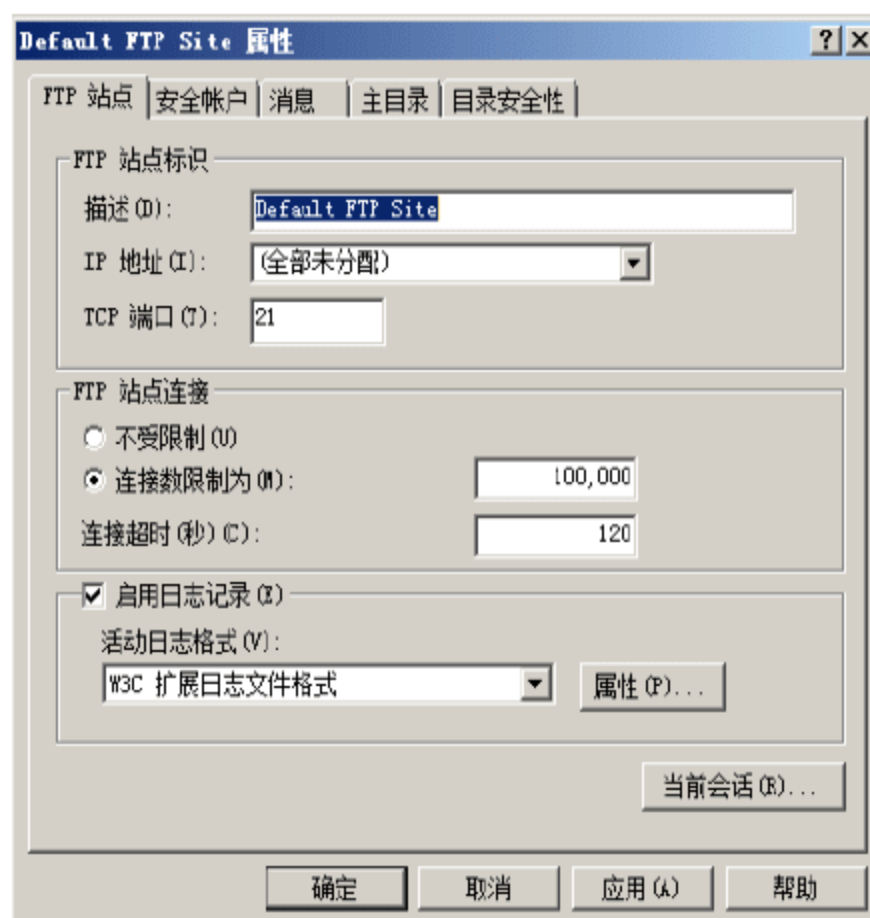 Default FTP Site 属性
FTP 站点 安全帐户 消息 主目录 目录安全性
FTP 站点标识
描述(D): Default FTP Site
IP 地址(I): (全部未分配)
TCP 端口(T): 21
FTP 站点连接
不受限制(U)
连接数限制为(M): 100,000
连接超时(秒)(C): 120
启用日志记录(E)
活动日志格式(V):
W3C 扩展日志文件格式 属性(P)...
当前会话(R)...
确定 取消 应用(A) 帮助